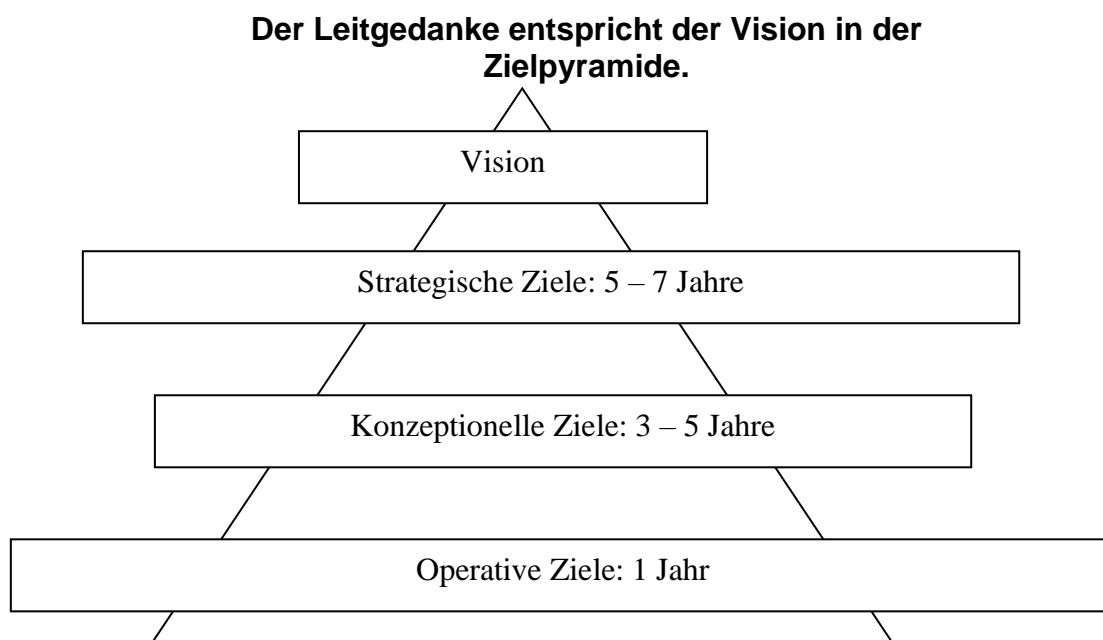 Der Leitgedanke entspricht der Vision in der
Zielpyramide.
Vision
Strategische Ziele: 5 – 7 Jahre
Konzeptionelle Ziele: 3 – 5 Jahre
Operative Ziele: 1 Jahr